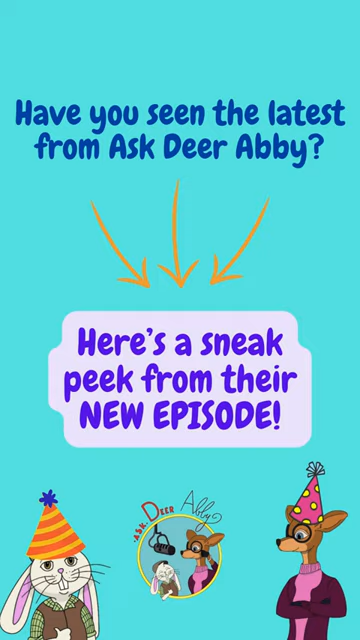 Have you seen the latest
from Ask Deer Abby?
Here's a sneak
peek from their
NEW EPISODE!
ASK DEER Abby